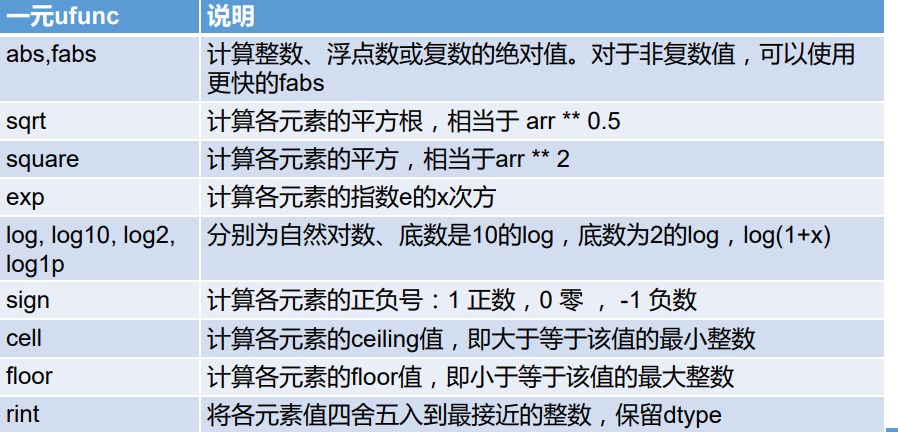 一元ufunc 说明
abs,fabs 计算整数、浮点数或复数的绝对值。对于非复数值，可以使用
更快的fabs
sqrt 计算各元素的平方根，相当于 arr ** 0.5
square 计算各元素的平方，相当于arr ** 2
exp 计算各元素的指数e的x次方
log, log10, log2, 分别为自然对数、底数是10的log，底数为2的log，log(1+x)
log1p
sign 计算各元素的正负号：1 正数，0 零 ， -1 负数
cell 计算各元素的ceiling值，即大于等于该值的最小整数
floor 计算各元素的floor值，即小于等于该值的最大整数
rint 将各元素值四舍五入到最接近的整数，保留dtype